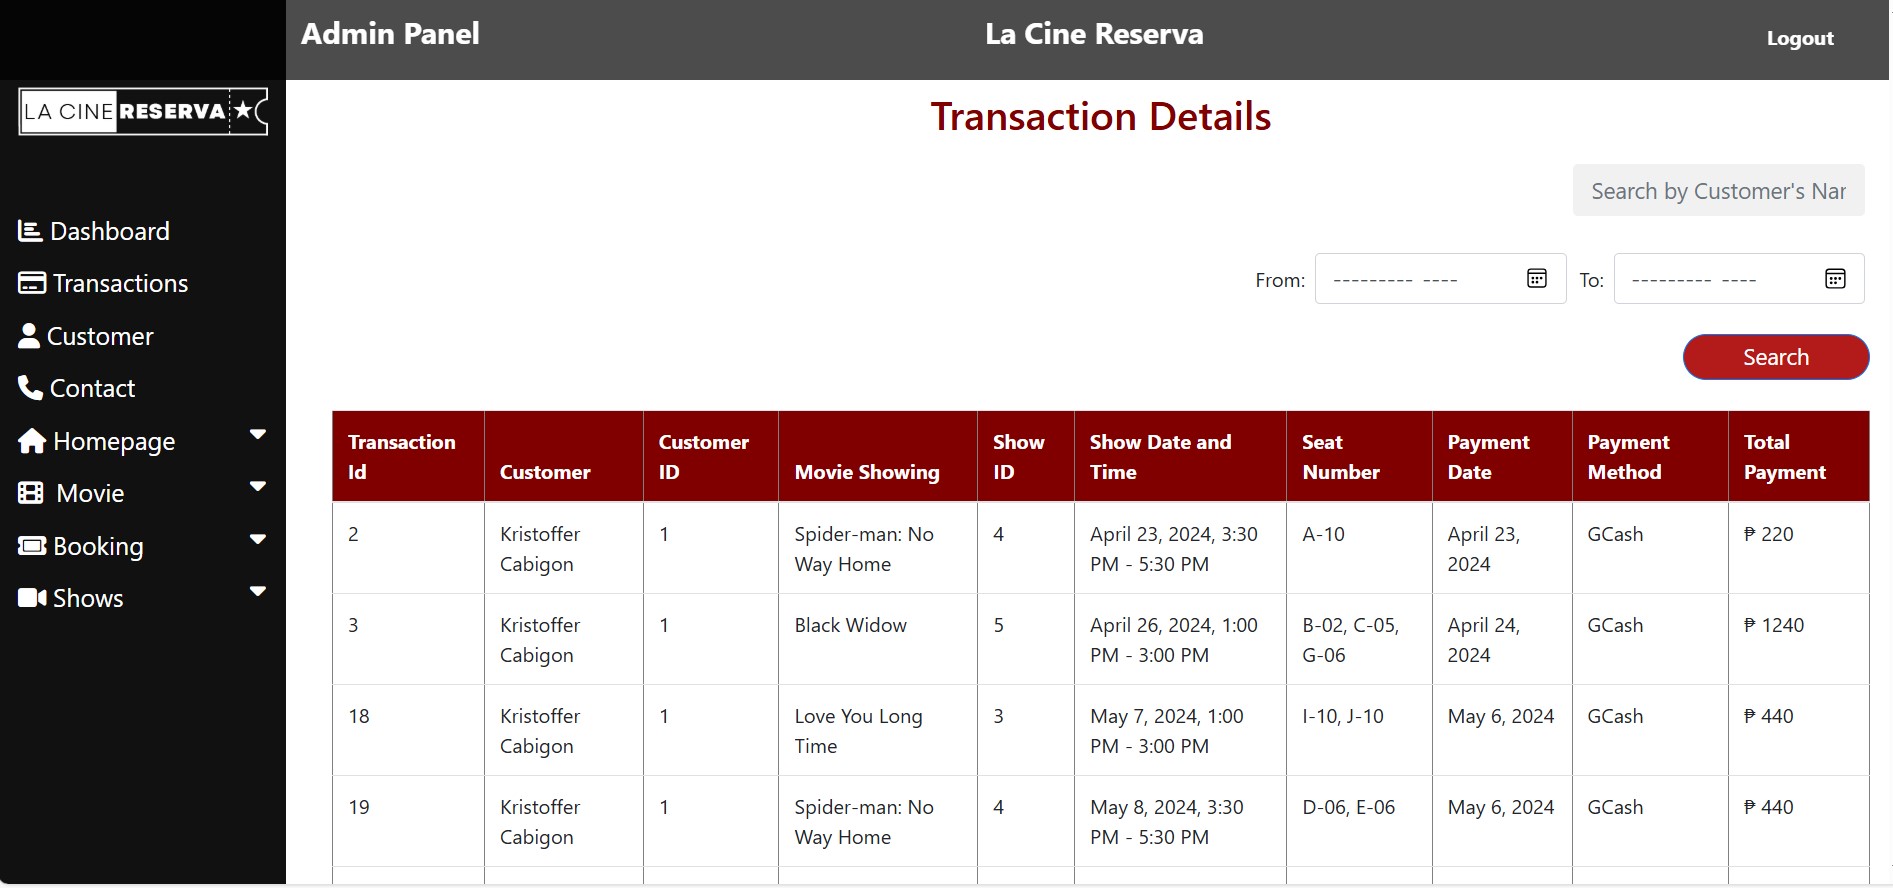 Admin Panel
La Cine Reserva
Logout
LA CINE RESERVA
Dashboard
Transactions
Customer
Contact
Homepage
Movie
Booking
Shows
Transaction Details
Search by Customer's Nar
From: --------- ----
To: --------- ----
Search
Transaction Id
Customer
Customer ID
Movie Showing
Show ID
Show Date and Time
Seat Number
Payment Date
Payment Method
Total Payment
2
Kristoffer Cabigon
1
Spider-man: No Way Home
4
April 23, 2024, 3:30 PM - 5:30 PM
A-10
April 23, 2024
GCash
₱ 220
3
Kristoffer Cabigon
1
Black Widow
5
April 26, 2024, 1:00 PM - 3:00 PM
B-02, C-05, G-06
April 24, 2024
GCash
₱ 1240
18
Kristoffer Cabigon
1
Love You Long Time
3
May 7, 2024, 1:00 PM - 3:00 PM
I-10, J-10
May 6, 2024
GCash
₱ 440
19
Kristoffer Cabigon
1
Spider-man: No Way Home
4
May 8, 2024, 3:30 PM - 5:30 PM
D-06, E-06
May 6, 2024
GCash
₱ 440